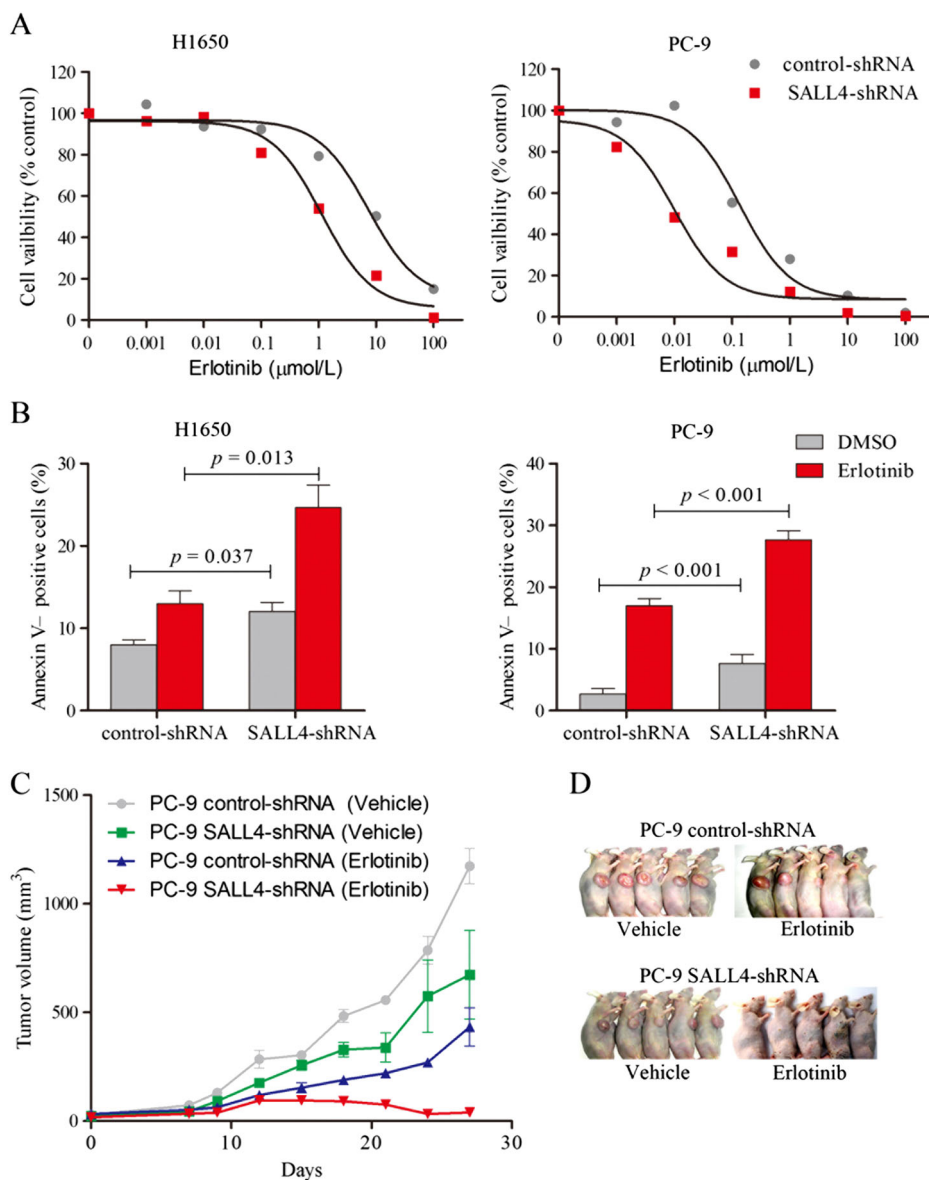 A
H1650
PC-9
control-shRNA
SALL4-shRNA
120
100
80
60
40
20
0
Cell vailbility (% control)
0 0.001 0.01 0.1 1 10 100
Erlotinib (μmol/L)
120
100
80
60
40
20
0
Cell vailbility (% control)
0 0.001 0.01 0.1 1 10 100
Erlotinib (μmol/L)
B
H1650
PC-9
DMSO
Erlotinib
30
20
10
0
Annexin V– positive cells (%)
p = 0.013
p = 0.037
control-shRNA SALL4-shRNA
40
30
20
10
0
Annexin V– positive cells (%)
p < 0.001
p < 0.001
control-shRNA SALL4-shRNA
C
1500
1000
500
0
Tumor volume (mm³)
PC-9 control-shRNA (Vehicle)
PC-9 SALL4-shRNA (Vehicle)
PC-9 control-shRNA (Erlotinib)
PC-9 SALL4-shRNA (Erlotinib)
0 10 20 30
Days
D
PC-9 control-shRNA
Vehicle Erlotinib
PC-9 SALL4-shRNA
Vehicle Erlotinib